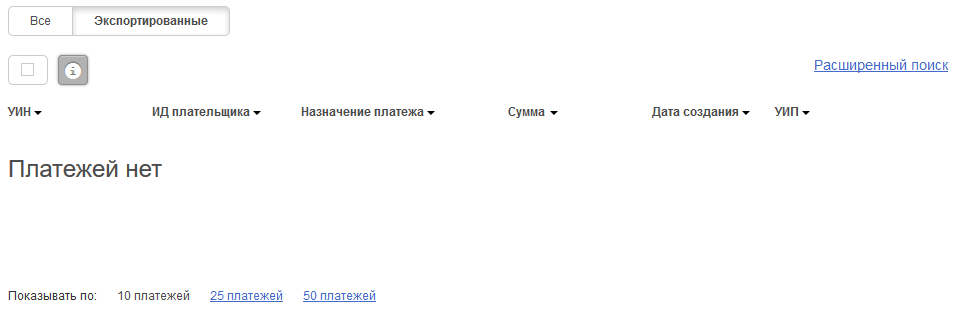 Все Экспортированные
Расширенный поиск
УИН ИД плательщика Назначение платежа Сумма Дата создания УИП
Платежей нет
Показывать по: 10 платежей 25 платежей 50 платежей